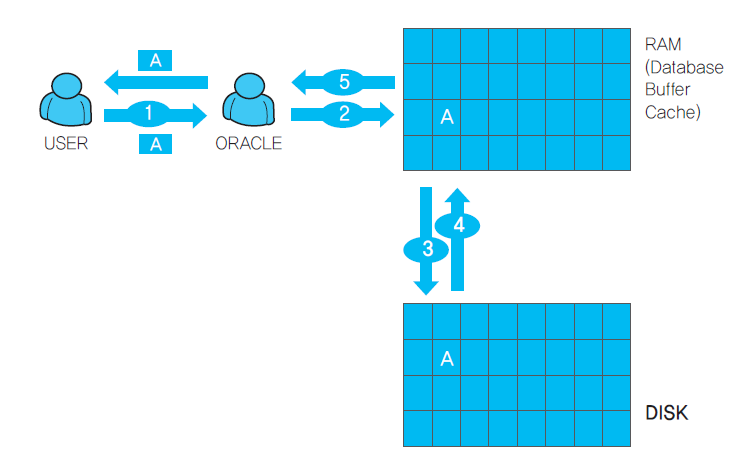 A
5
1
2
A
A
USER
ORACLE
RAM
(Database
Buffer
Cache)
3
4
A
DISK